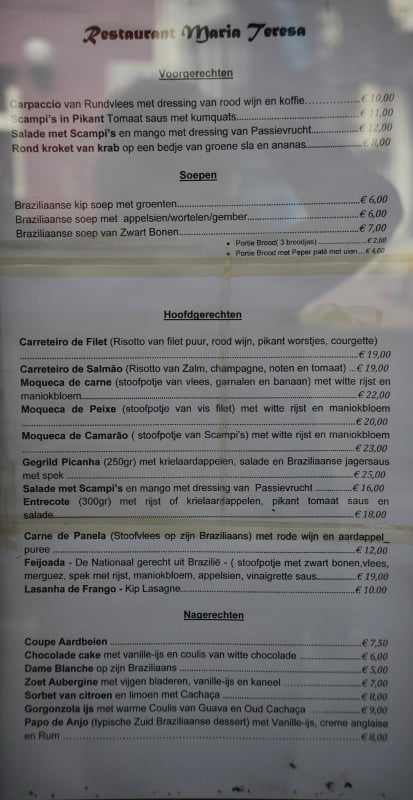 Restaurant Maria Teresa
Voorgerechten
Carpaccio van Rundvlees met dressing van rood wijn en koffie……………..…€ 10,00
Scampi's in Pikant Tomaat saus met kumquats...............................€ 11,00
Salade met Scampi's en mango met dressing van Passievrucht...............€ 12,00
Rond kroket van krab op een bedje van groene sla en ananas................€ 8,00
Soepen
Braziliaanse kip soep met groenten.......................................€ 6,00
Braziliaanse soep met appelsien/wortelen/gember..........................€ 6,00
Braziliaanse soep van Zwart Bonen........................................€ 7,00
• Portie Brood( 3 broodjes) ....................€ 2,00
• Portie Brood met Peper paté met uien....€ 4,00
Hoofdgerechten
Carreteiro de Filet (Risotto van filet puur, rood wijn, pikant worstjes, courgette)
.........................................................................€ 19,00
Carreteiro de Salmão (Risotto van Zalm, champagne, noten en tomaat) ...€ 19,00
Moqueca de carne (stoofpotje van vlees, garnalen en banaan) met witte rijst en
maniokbloem..............................................................€ 22,00
Moqueca de Peixe (stoofpotje van vis filet) met witte rijst en maniokbloem
.........................................................................€ 20,00
Moqueca de Camarão ( stoofpotje van Scampi's) met witte rijst en maniokbloem
.........................................................................€ 23,00
Gegrild Picanha (250gr) met krielaardappelen, salade en Braziliaanse jagersaus
met spek ................................................................€ 25,00
Salade met Scampi's en mango met dressing van Passievrucht ..............€ 16,00
Entrecote (300gr) met rijst of krielaardappelen, pikant tomaat saus en
salade...................................................................€ 18,00
Carne de Panela (Stoofvlees op zijn Braziliaans) met rode wijn en aardappel_
puree ...................................................................€ 12,00
Feijoada - De Nationaal gerecht uit Brazilië - ( stoofpotje met zwart bonen,vlees,
merguez, spek met rijst, maniokbloem, appelsien, vinaigrette saus........€ 19,00
Lasanha de Frango - Kip Lasagne..........................................€ 10.00
Nagerechten
Coupe Aardbeien .........................................................€ 7,50
Chocolade cake met vanille-ijs en coulis van witte chocolade ............€ 6,00
Dame Blanche op zijn Braziliaans ........................................€ 5,00
Zoet Aubergine met vijgen bladeren, vanille-ijs en kaneel ……………………€ 7,00
Sorbet van citroen en limoen met Cachaça ................................€ 8,00
Gorgonzola ijs met warme Coulis van Guava en Oud Cachaça ................€ 9,00
Papo de Anjo (typische Zuid Braziliaanse dessert) met Vanille-ijs, creme anglaise
en Rum ..................................................................€ 8,00